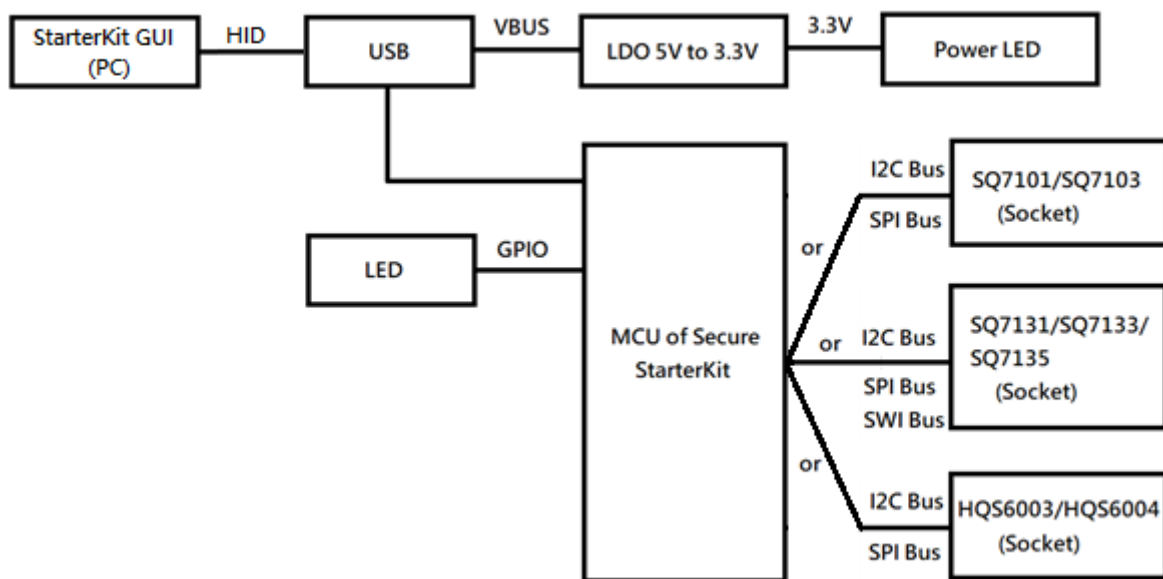 StarterKit GUI
(PC)
HID
USB
VBUS
LDO 5V to 3.3V
3.3V
Power LED
LED
GPIO
MCU of Secure
StarterKit
or
I2C Bus
SPI Bus
SQ7101/SQ7103
(Socket)
or
I2C Bus
SPI Bus
SWI Bus
SQ7131/SQ7133/
SQ7135
(Socket)
or
I2C Bus
SPI Bus
HQS6003/HQS6004
(Socket)